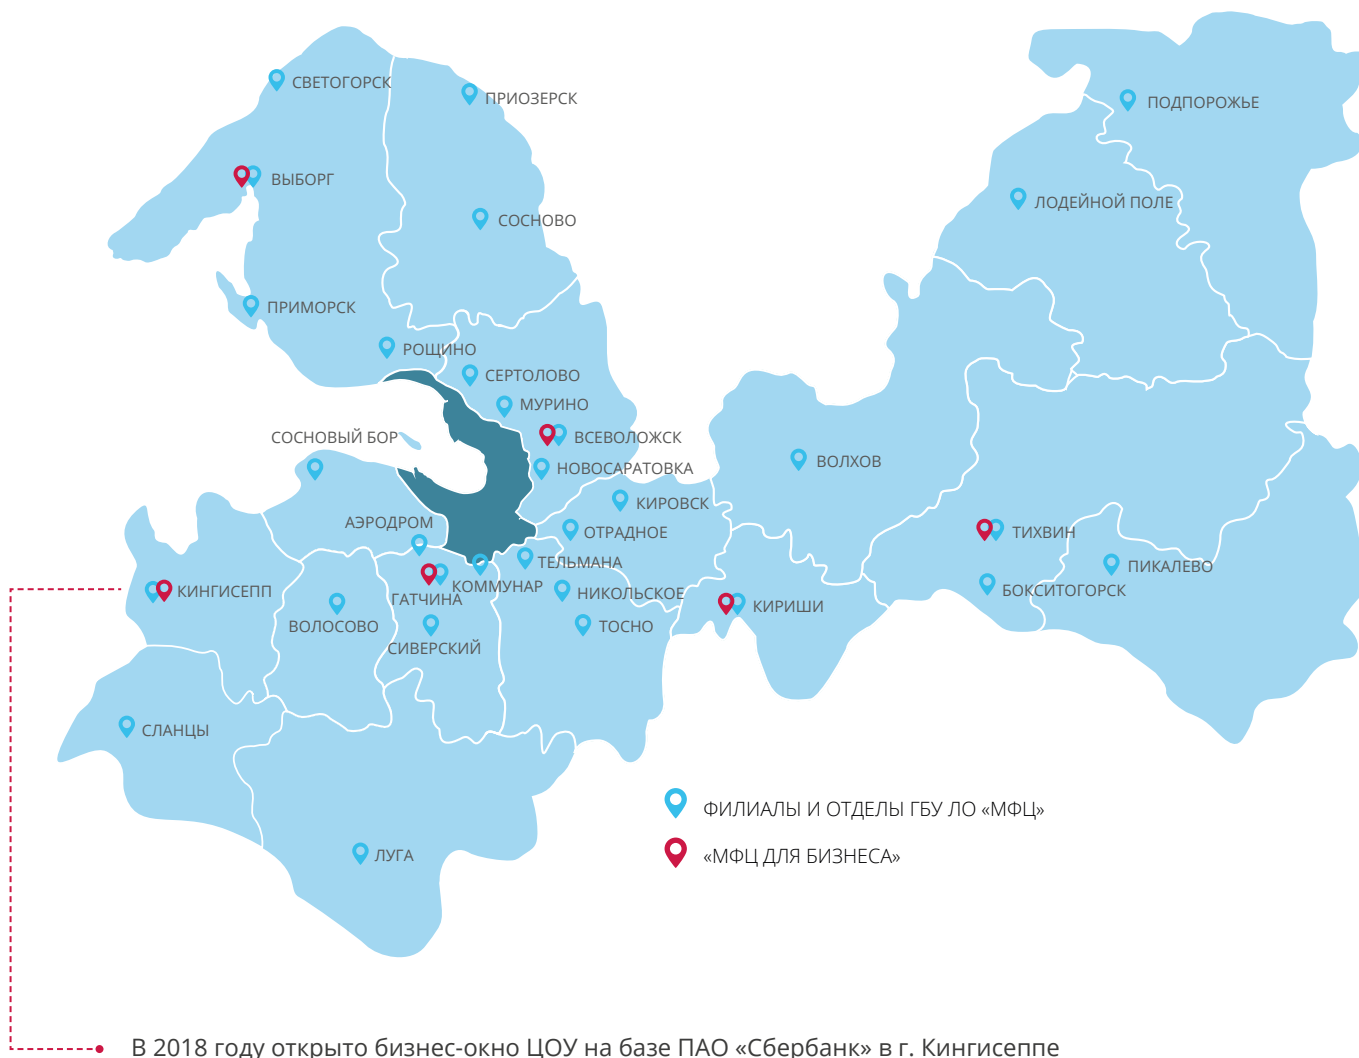 СВЕТОГОРСК
ПРИОЗЕРСК
ПОДПОРОЖЬЕ
ВЫБОРГ
ЛОДЕЙНОЙ ПОЛЕ
СОСНОВО
ПРИМОРСК
РОЩИНО
СЕРТОЛОВО
МУРИНО
СОСНОВЫЙ БОР
ВСЕВОЛОЖСК
ВОЛХОВ
НОВОСАРАТОВКА
КИРОВСК
АЭРОДРОМ
ОТРАДНОЕ
ТИХВИН
ТЕЛЬМАНА
ПИКАЛЕВО
КОММУНАР
КИНГИСЕПП
БОКСИТОГОРСК
НИКОЛЬСКОЕ
ГАТЧИНА
КИРИШИ
ВОЛОСОВО
ТОСНО
СИВЕРСКИЙ
СЛАНЦЫ
ФИЛИАЛЫ И ОТДЕЛЫ ГБУ ЛО «МФЦ»
«МФЦ ДЛЯ БИЗНЕСА»
ЛУГА
В 2018 году открыто бизнес-окно ЦОУ на базе ПАО «Сбербанк» в г. Кингисеппе